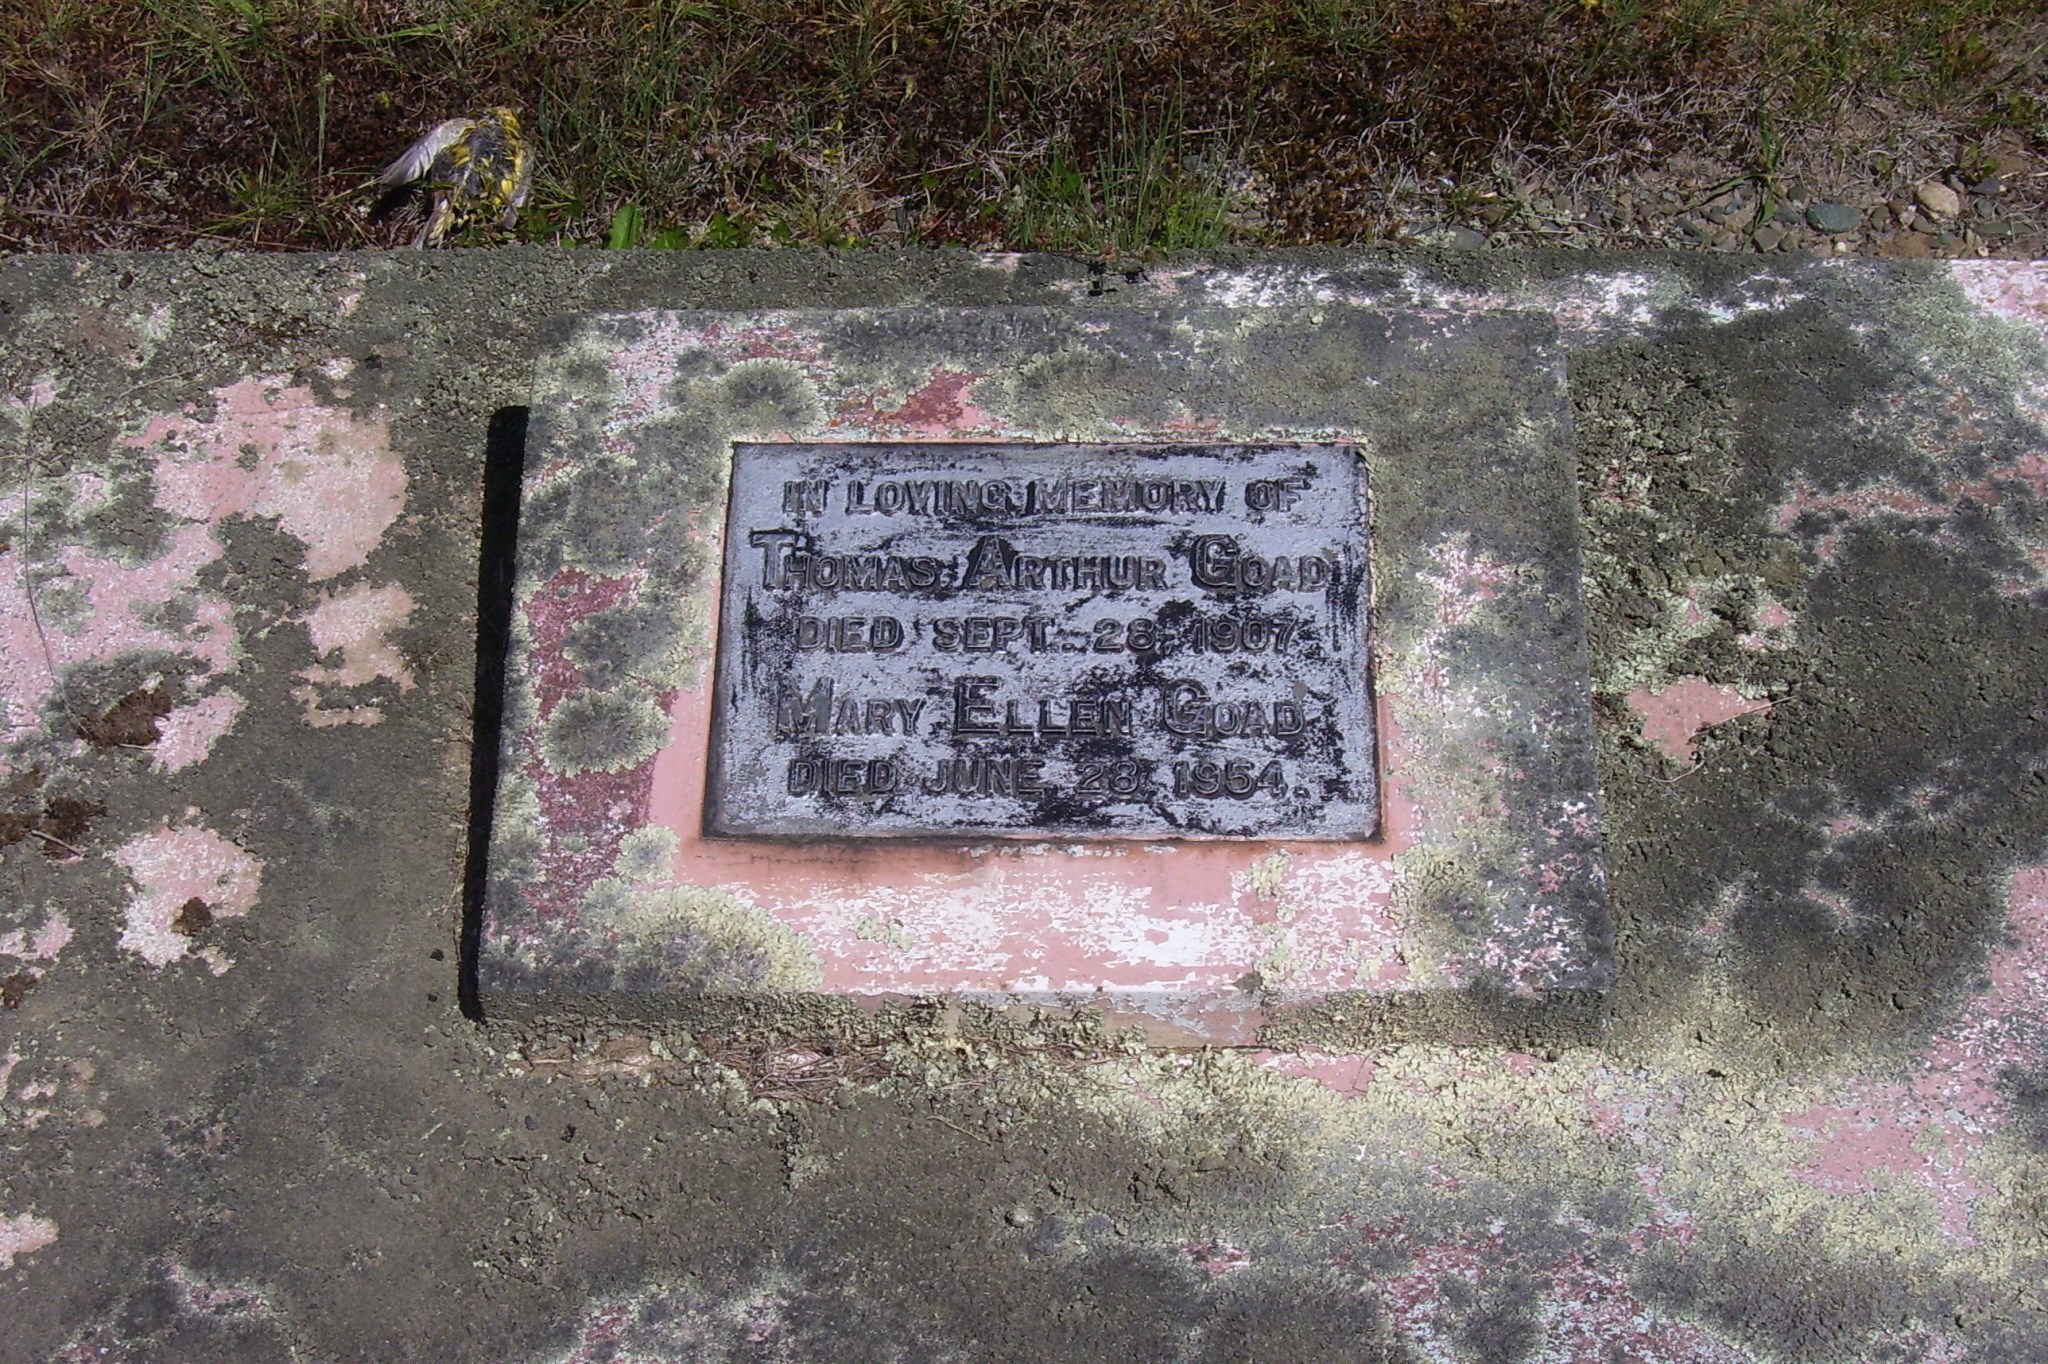 IN LOVING MEMORY OF
THOMAS ARTHUR GOAD
DIED SEPT. 28, 1907.
MARY ELLEN GOAD
DIED JUNE 28, 1954.